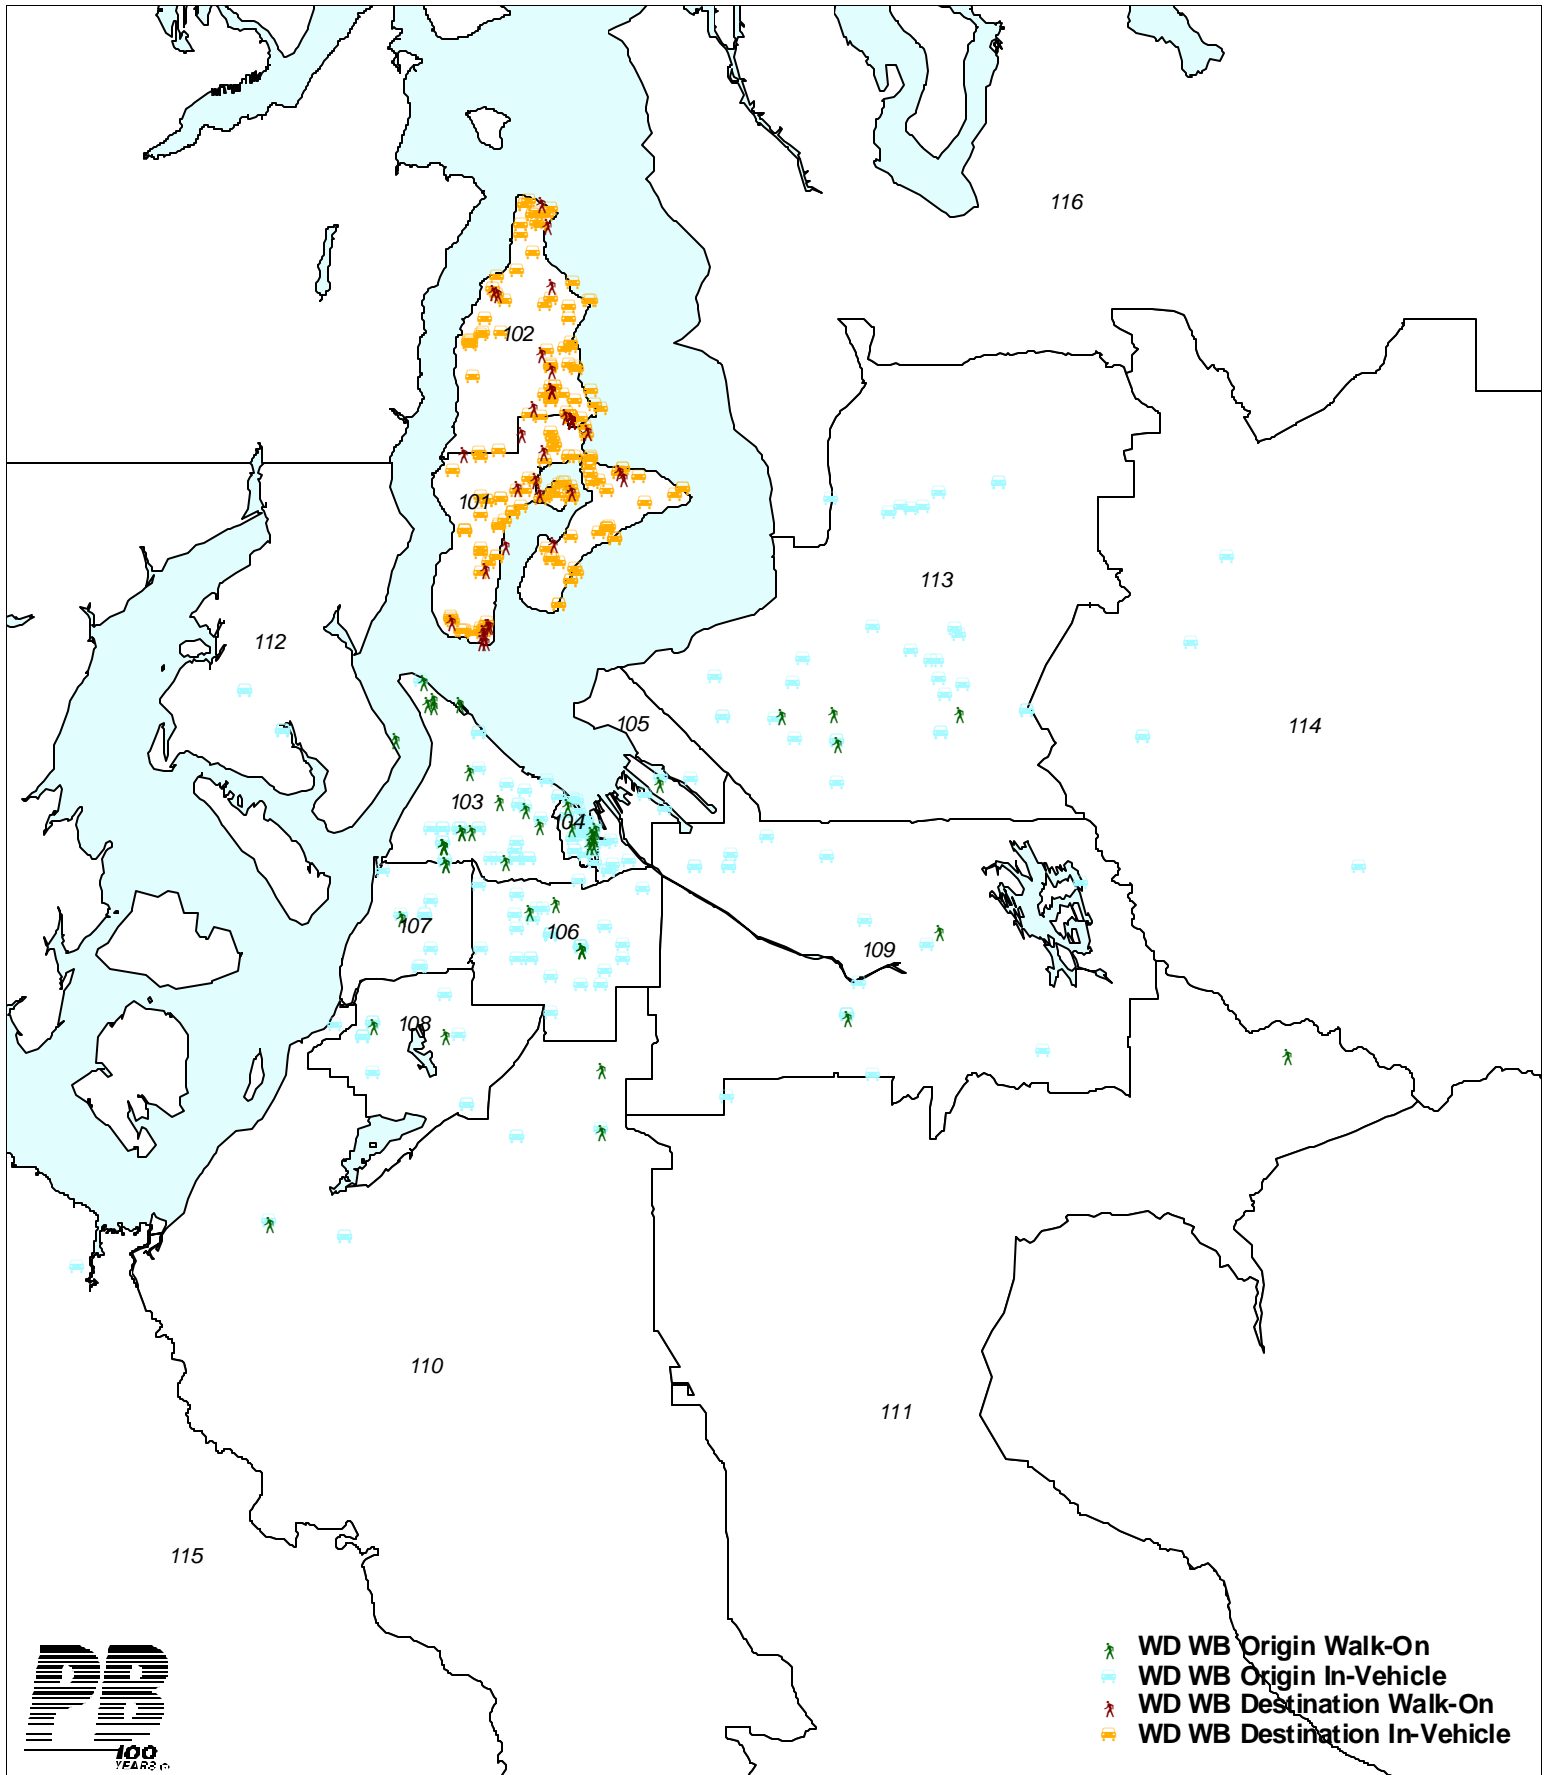 116
102
101
113
112
105
114
103
104
107
106
109
108
110
111
115
WD WB Origin Walk-On
WD WB Origin In-Vehicle
WD WB Destination Walk-On
WD WB Destination In-Vehicle
PB
100
YEARS ®